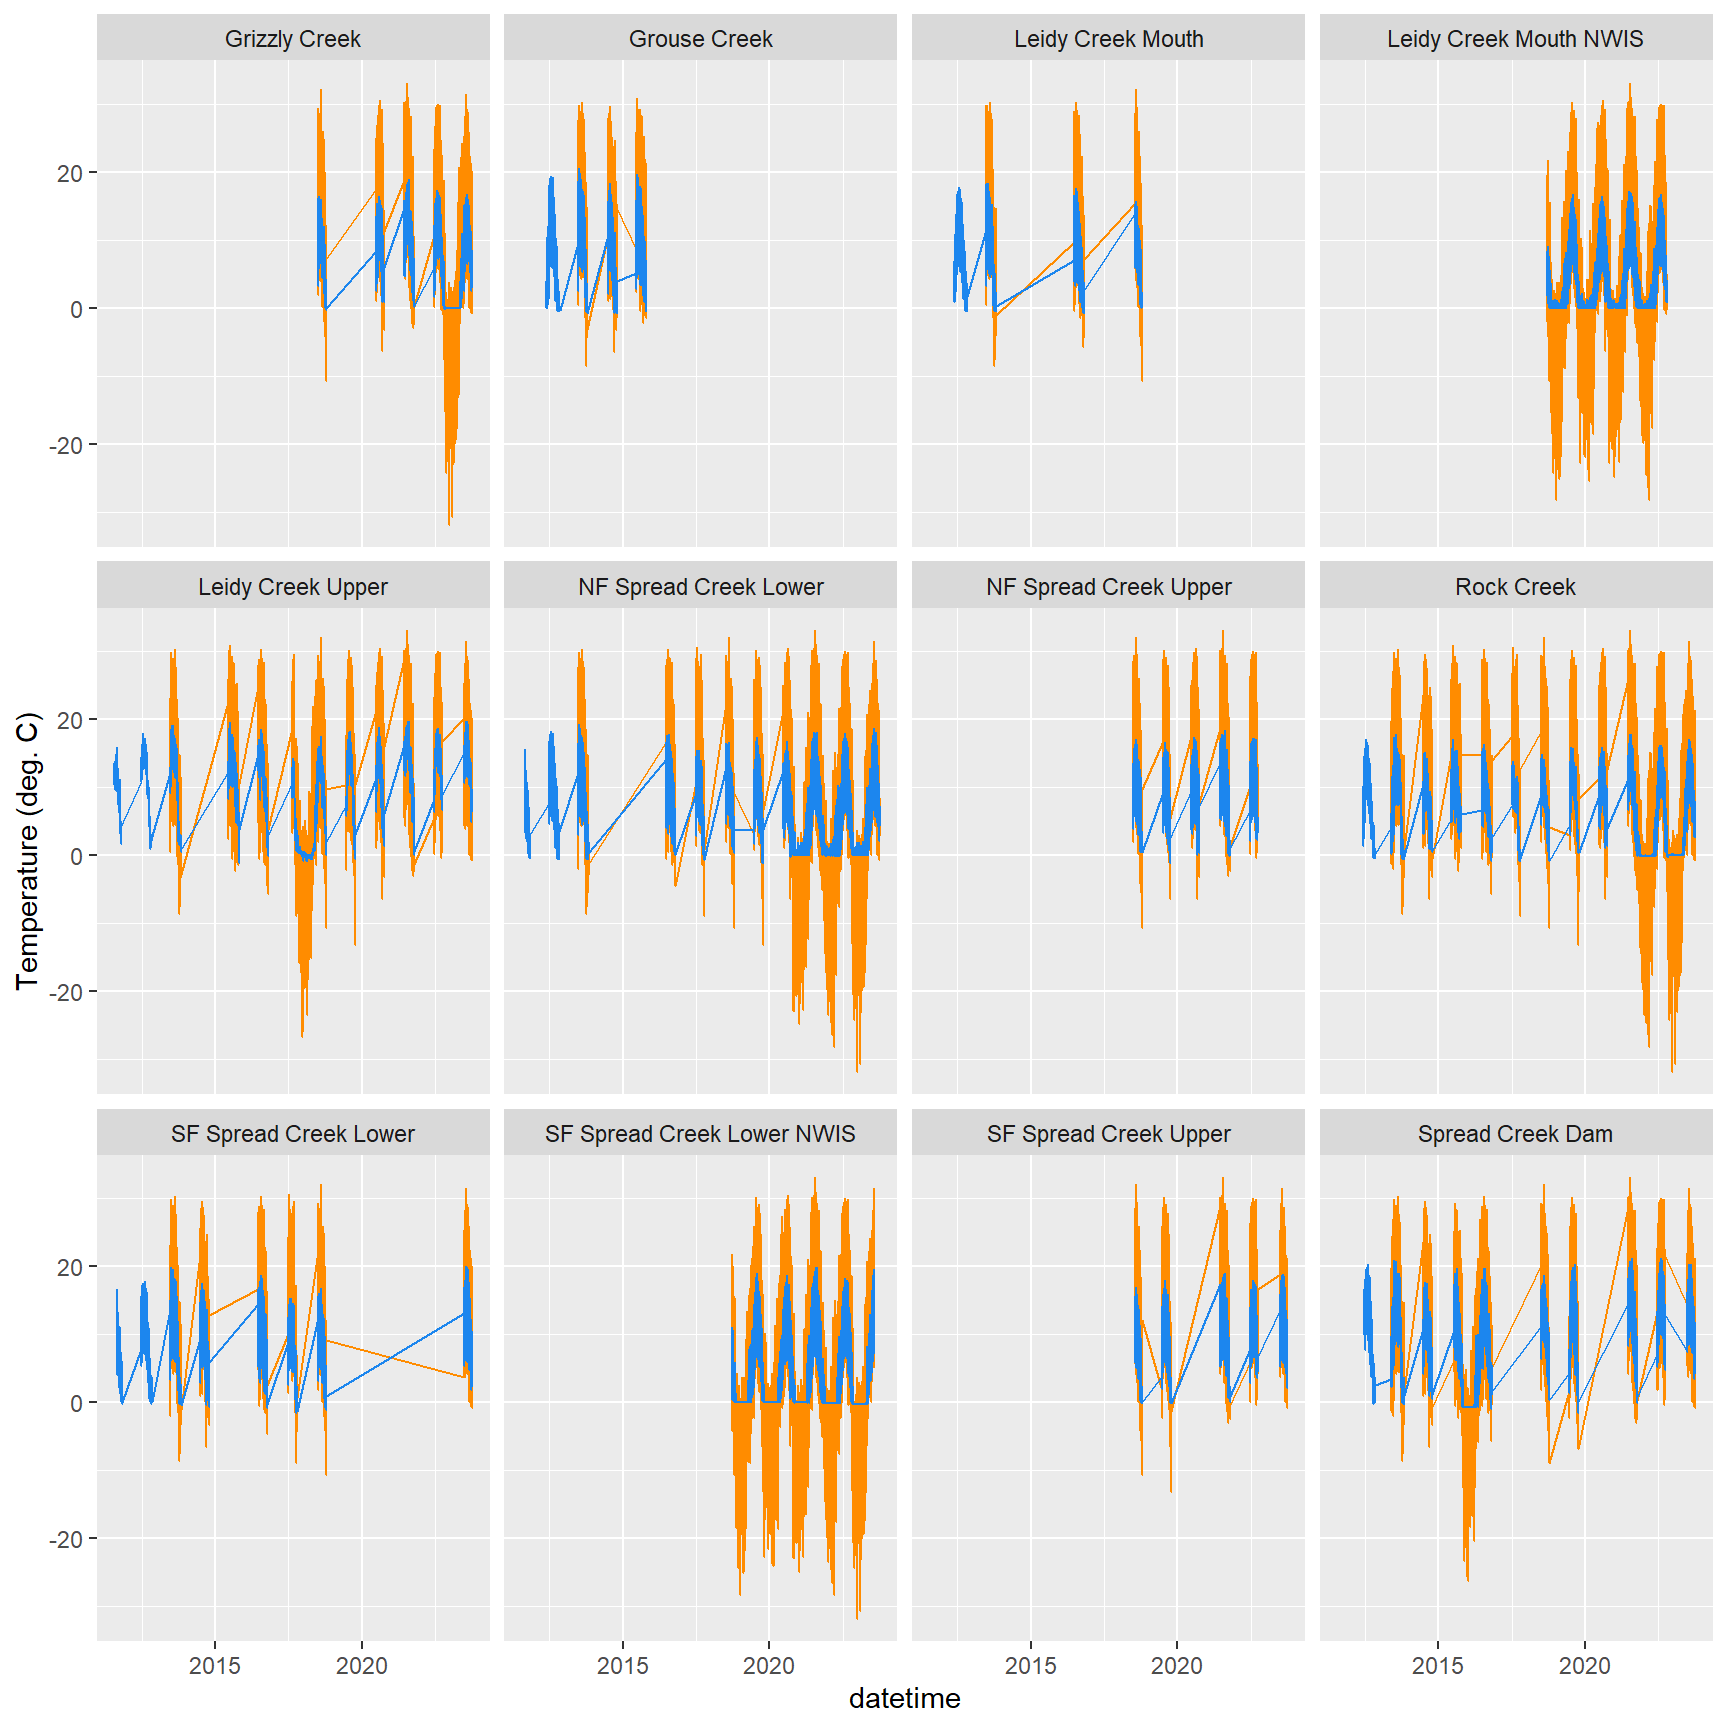 Grizzly Creek
Grouse Creek
Leidy Creek Mouth
Leidy Creek Mouth NWIS
20
0
-20
Leidy Creek Upper
NF Spread Creek Lower
NF Spread Creek Upper
Rock Creek
20
0
-20
Temperature (deg. C)
SF Spread Creek Lower
SF Spread Creek Lower NWIS
SF Spread Creek Upper
Spread Creek Dam
20
0
-20
2015 2020
2015 2020
2015 2020
2015 2020
datetime